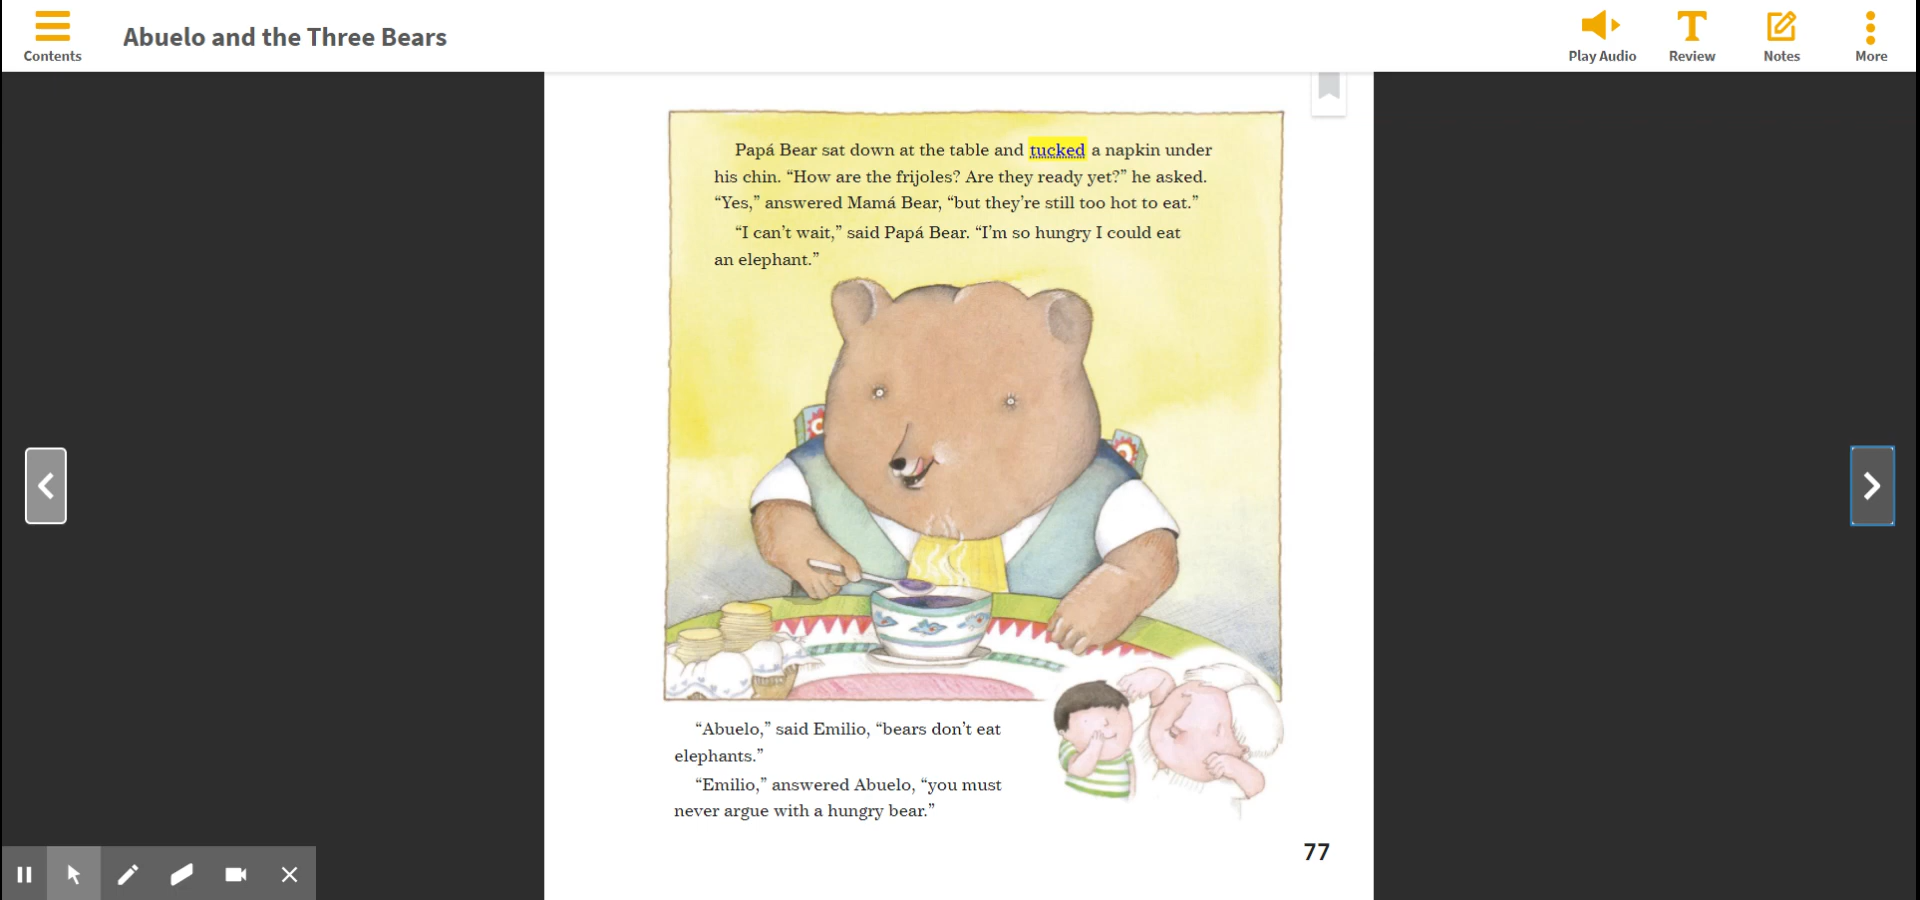 Contents
Abuelo and the Three Bears
Play Audio
Review
Notes
More
Papá Bear sat down at the table and tucked a napkin under
his chin. “How are the frijoles? Are they ready yet?” he asked.
“Yes,” answered Mamá Bear, “but they’re still too hot to eat.”
“I can’t wait,” said Papá Bear. “I’m so hungry I could eat
an elephant.”
“Abuelo,” said Emilio, “bears don’t eat
elephants.”
“Emilio,” answered Abuelo, “you must
never argue with a hungry bear.”
77